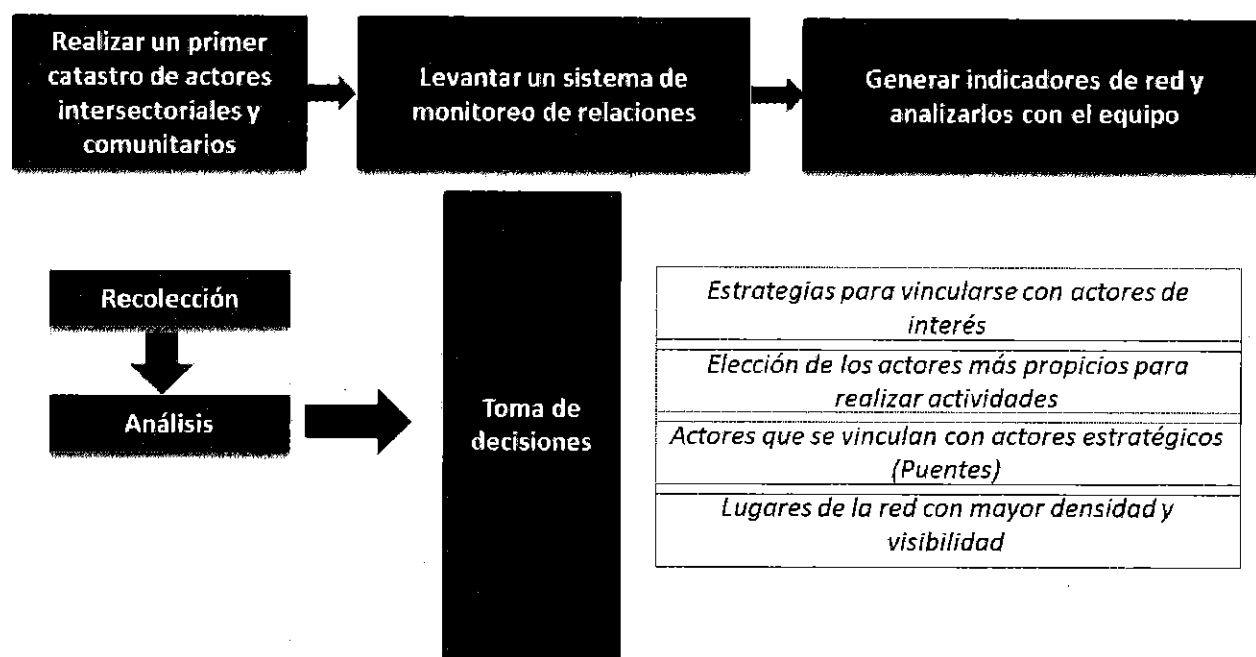 Realizar un primer
catastro de actores
intersectoriales y
comunitarios
Levantar un sistema de
monitoreo de relaciones
Generar indicadores de red y
analizarlos con el equipo
Recolección
Análisis
Toma de
decisiones
Estrategias para vincularse con actores de
interés
Elección de los actores más propicios para
realizar actividades
Actores que se vinculan con actores estratégicos
(Puentes)
Lugares de la red con mayor densidad y
visibilidad